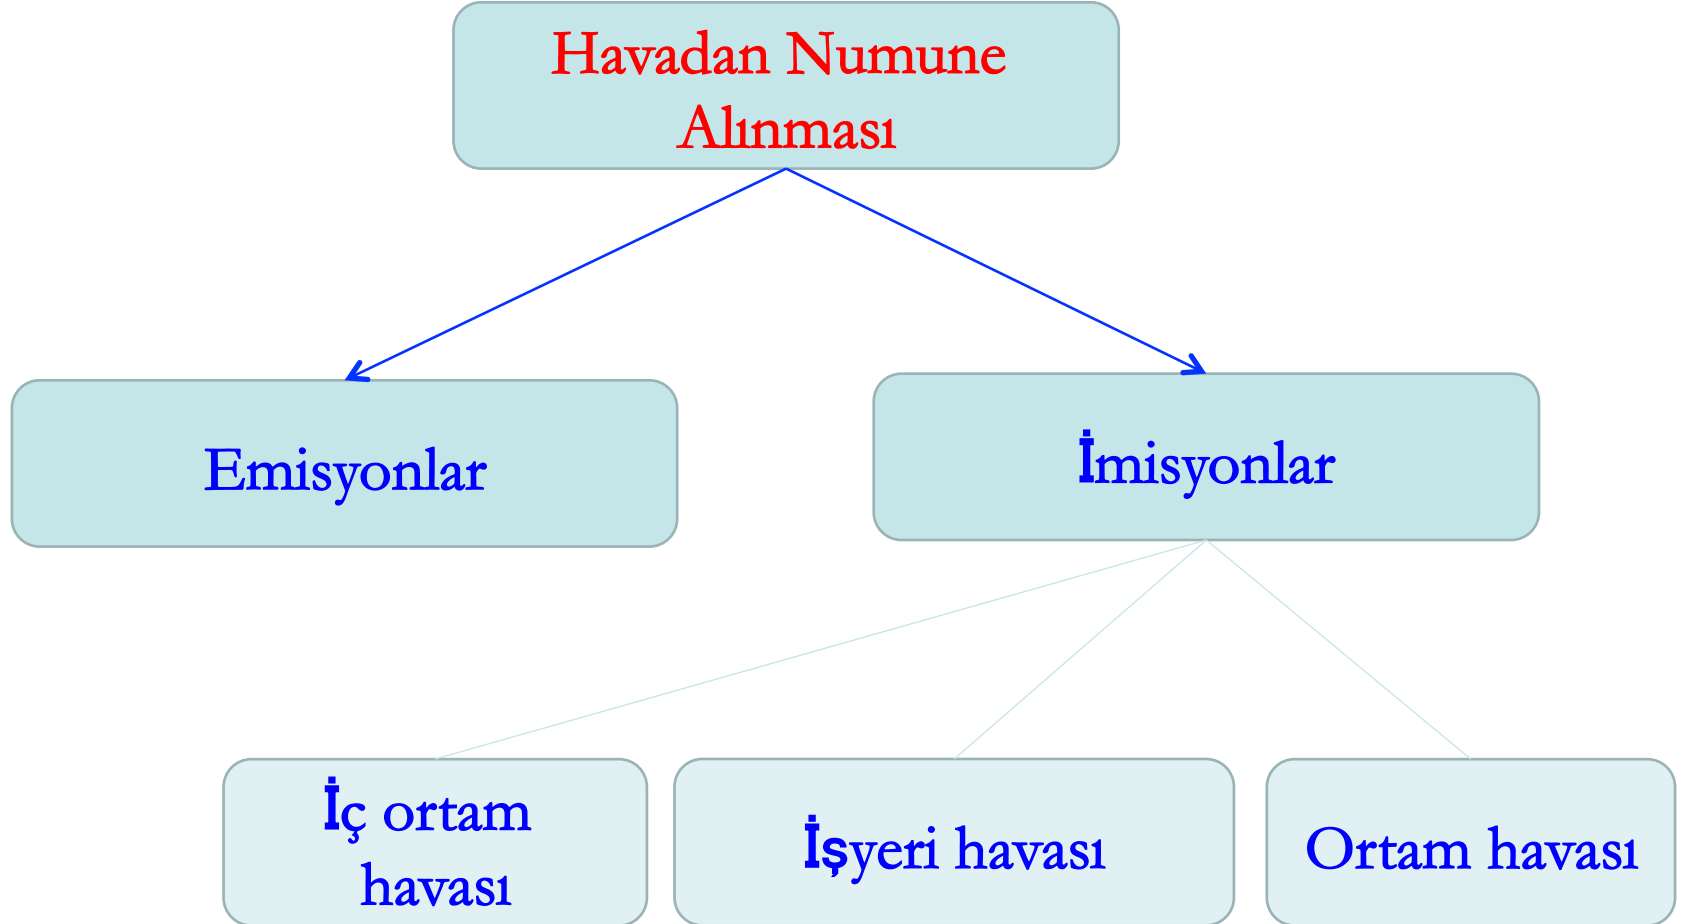 Havadan Numune
Alınması
Emisyonlar
İmisyonlar
İç ortam
havası
İşyeri havası
Ortam havası